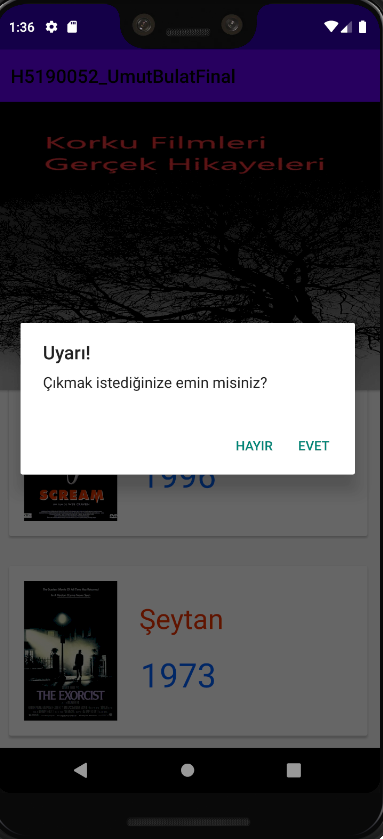 1:36
H5190052_UmutBulatFinal
Korku Filmleri
Gerçek Hikayeleri
Uyarı!
Çıkmak istediğinize emin misiniz?
HAYIR
EVET
SCREAM
1996
Şeytan
1973
THE EXORCIST